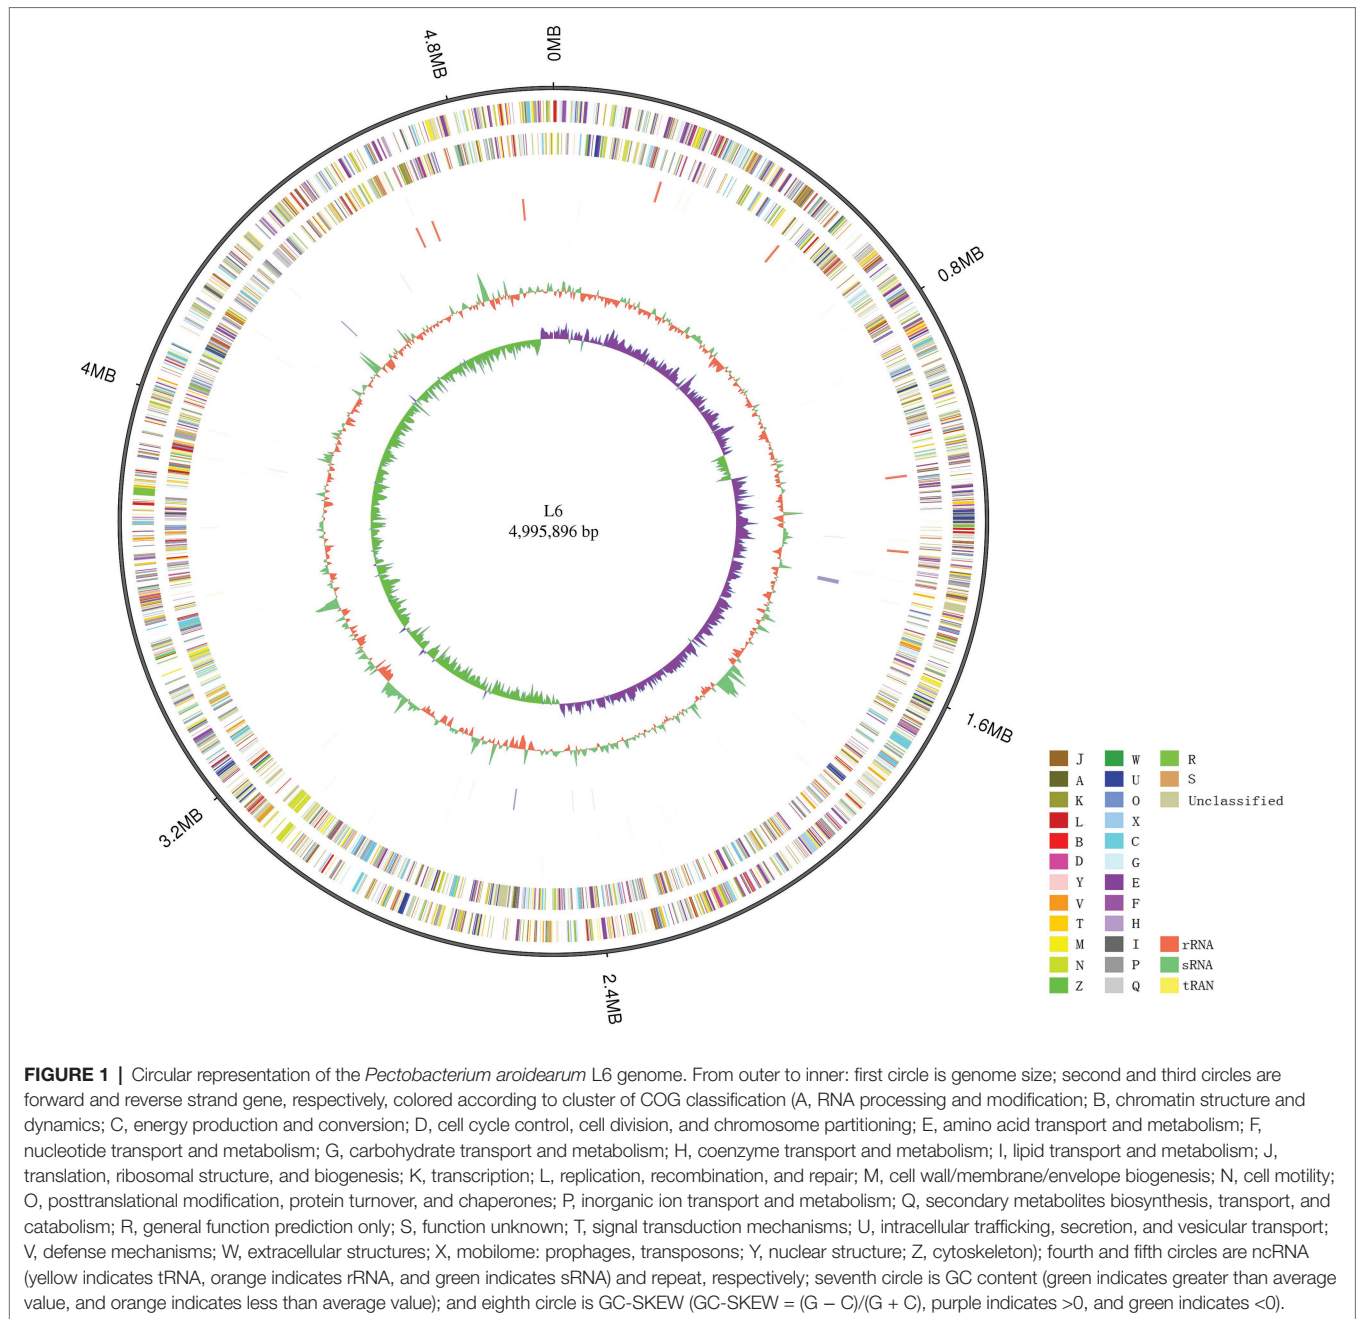 0MB
4.8MB
0.8MB
4MB
L6
4,995,896 bp
1.6MB
3.2MB
2.4MB
J W R
A U S
K O Unclassified
L X
B C
D G
Y E
V F
T H
M I rRNA
N P sRNA
Z Q tRAN
FIGURE 1 | Circular representation of the Pectobacterium aroidearum L6 genome. From outer to inner: first circle is genome size; second and third circles are
forward and reverse strand gene, respectively, colored according to cluster of COG classification (A, RNA processing and modification; B, chromatin structure and
dynamics; C, energy production and conversion; D, cell cycle control, cell division, and chromosome partitioning; E, amino acid transport and metabolism; F,
nucleotide transport and metabolism; G, carbohydrate transport and metabolism; H, coenzyme transport and metabolism; I, lipid transport and metabolism; J,
translation, ribosomal structure, and biogenesis; K, transcription; L, replication, recombination, and repair; M, cell wall/membrane/envelope biogenesis; N, cell motility;
O, posttranslational modification, protein turnover, and chaperones; P, inorganic ion transport and metabolism; Q, secondary metabolites biosynthesis, transport, and
catabolism; R, general function prediction only; S, function unknown; T, signal transduction mechanisms; U, intracellular trafficking, secretion, and vesicular transport;
V, defense mechanisms; W, extracellular structures; X, mobilome: prophages, transposons; Y, nuclear structure; Z, cytoskeleton); fourth and fifth circles are ncRNA
(yellow indicates tRNA, orange indicates rRNA, and green indicates sRNA) and repeat, respectively; seventh circle is GC content (green indicates greater than average
value, and orange indicates less than average value); and eighth circle is GC-SKEW (GC-SKEW = (G − C)/(G + C), purple indicates >0, and green indicates <0).